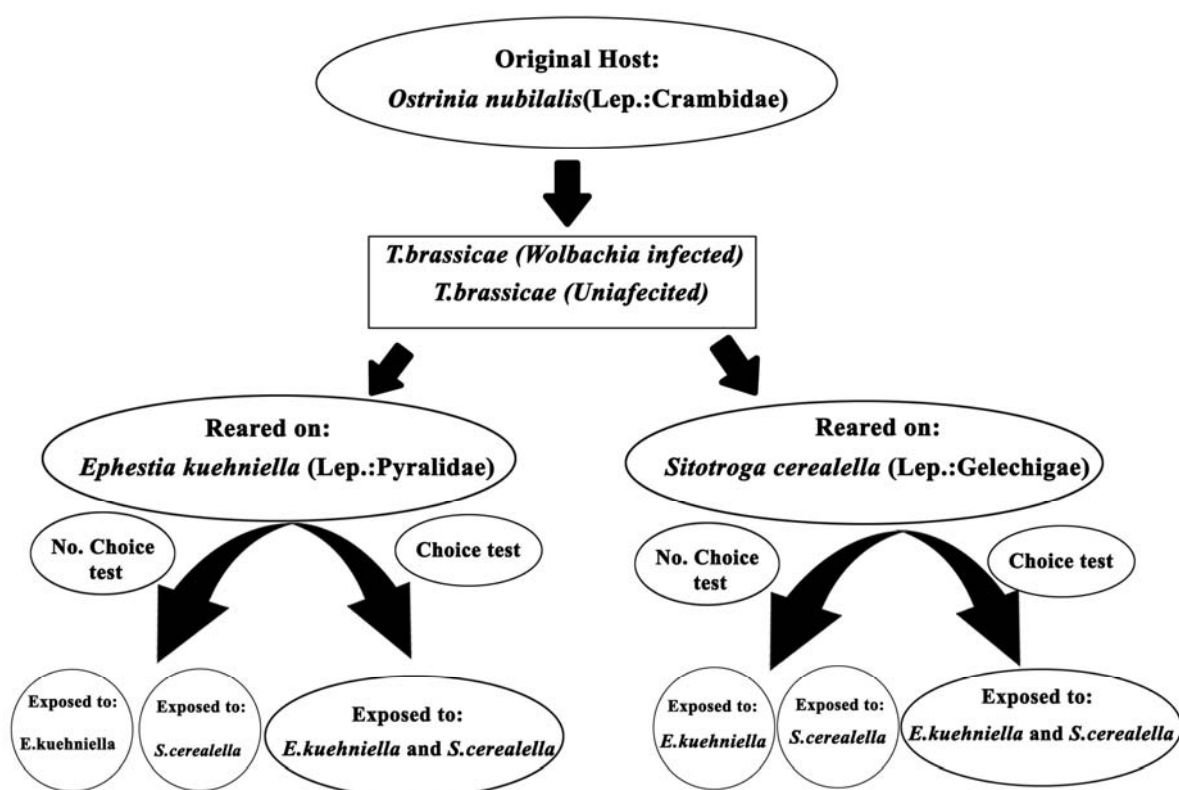 Original Host:
Ostrinia nubilalis(Lep.:Crambidae)
T.brassicae (Wolbachia infected)
T.brassicae (Uniafecited)
Reared on:
Ephestia kuehniella (Lep.:Pyralidae)
Reared on:
Sitotroga cerealella (Lep.:Gelechigae)
No. Choice
test
Choice test
No. Choice
test
Choice test
Exposed to:
E.kuehniella
Exposed to:
S.cerealella
Exposed to:
E.kuehniella and S.cerealella
Exposed to:
E.kuehniella
Exposed to:
S.cerealella
Exposed to:
E.kuehniella and S.cerealella